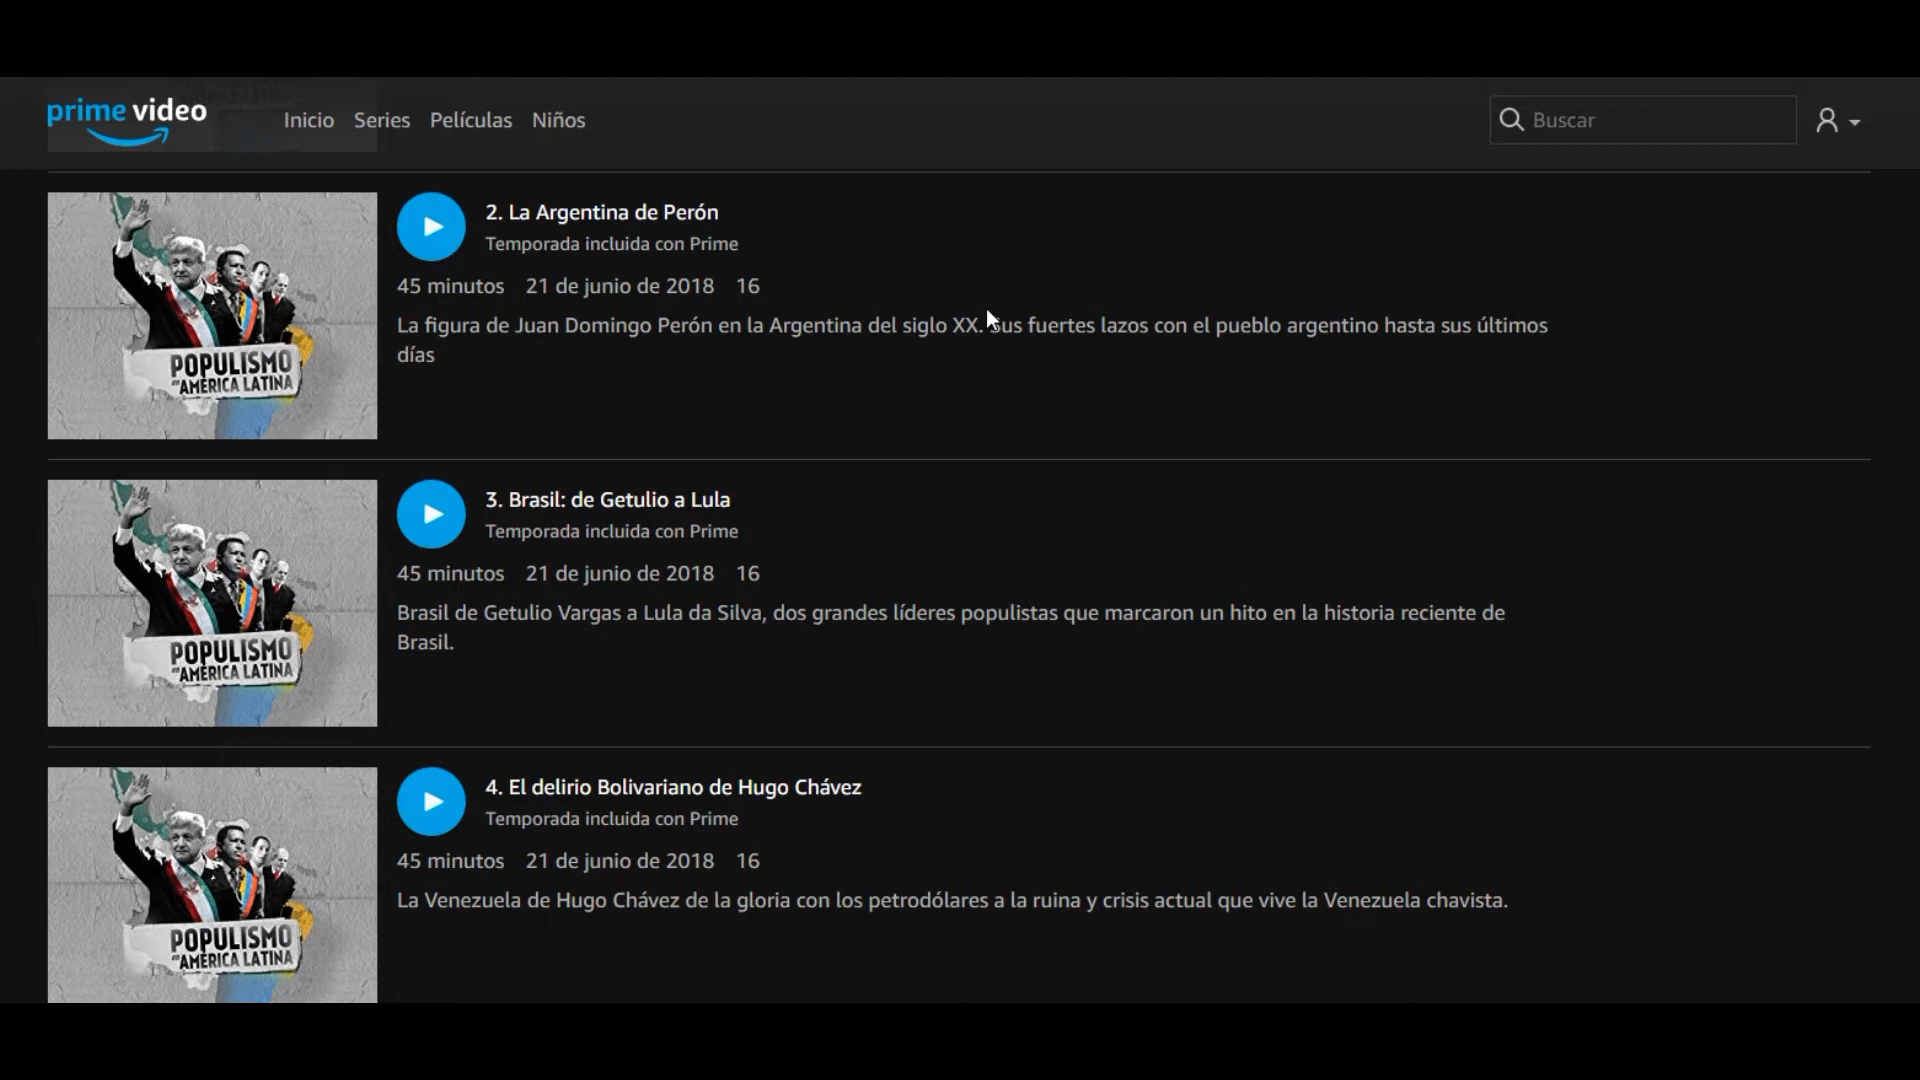 prime video
Inicio Series Películas Niños
Buscar
POPULISMO
en AMÉRICA LATINA
2. La Argentina de Perón
Temporada incluida con Prime
45 minutos 21 de junio de 2018 16
La figura de Juan Domingo Perón en la Argentina del siglo XX. Sus fuertes lazos con el pueblo argentino hasta sus últimos
días
POPULISMO
en AMÉRICA LATINA
3. Brasil: de Getulio a Lula
Temporada incluida con Prime
45 minutos 21 de junio de 2018 16
Brasil de Getulio Vargas a Lula da Silva, dos grandes líderes populistas que marcaron un hito en la historia reciente de
Brasil.
POPULISMO
en AMÉRICA LATINA
4. El delirio Bolivariano de Hugo Chávez
Temporada incluida con Prime
45 minutos 21 de junio de 2018 16
La Venezuela de Hugo Chávez de la gloria con los petrodólares a la ruina y crisis actual que vive la Venezuela chavista.